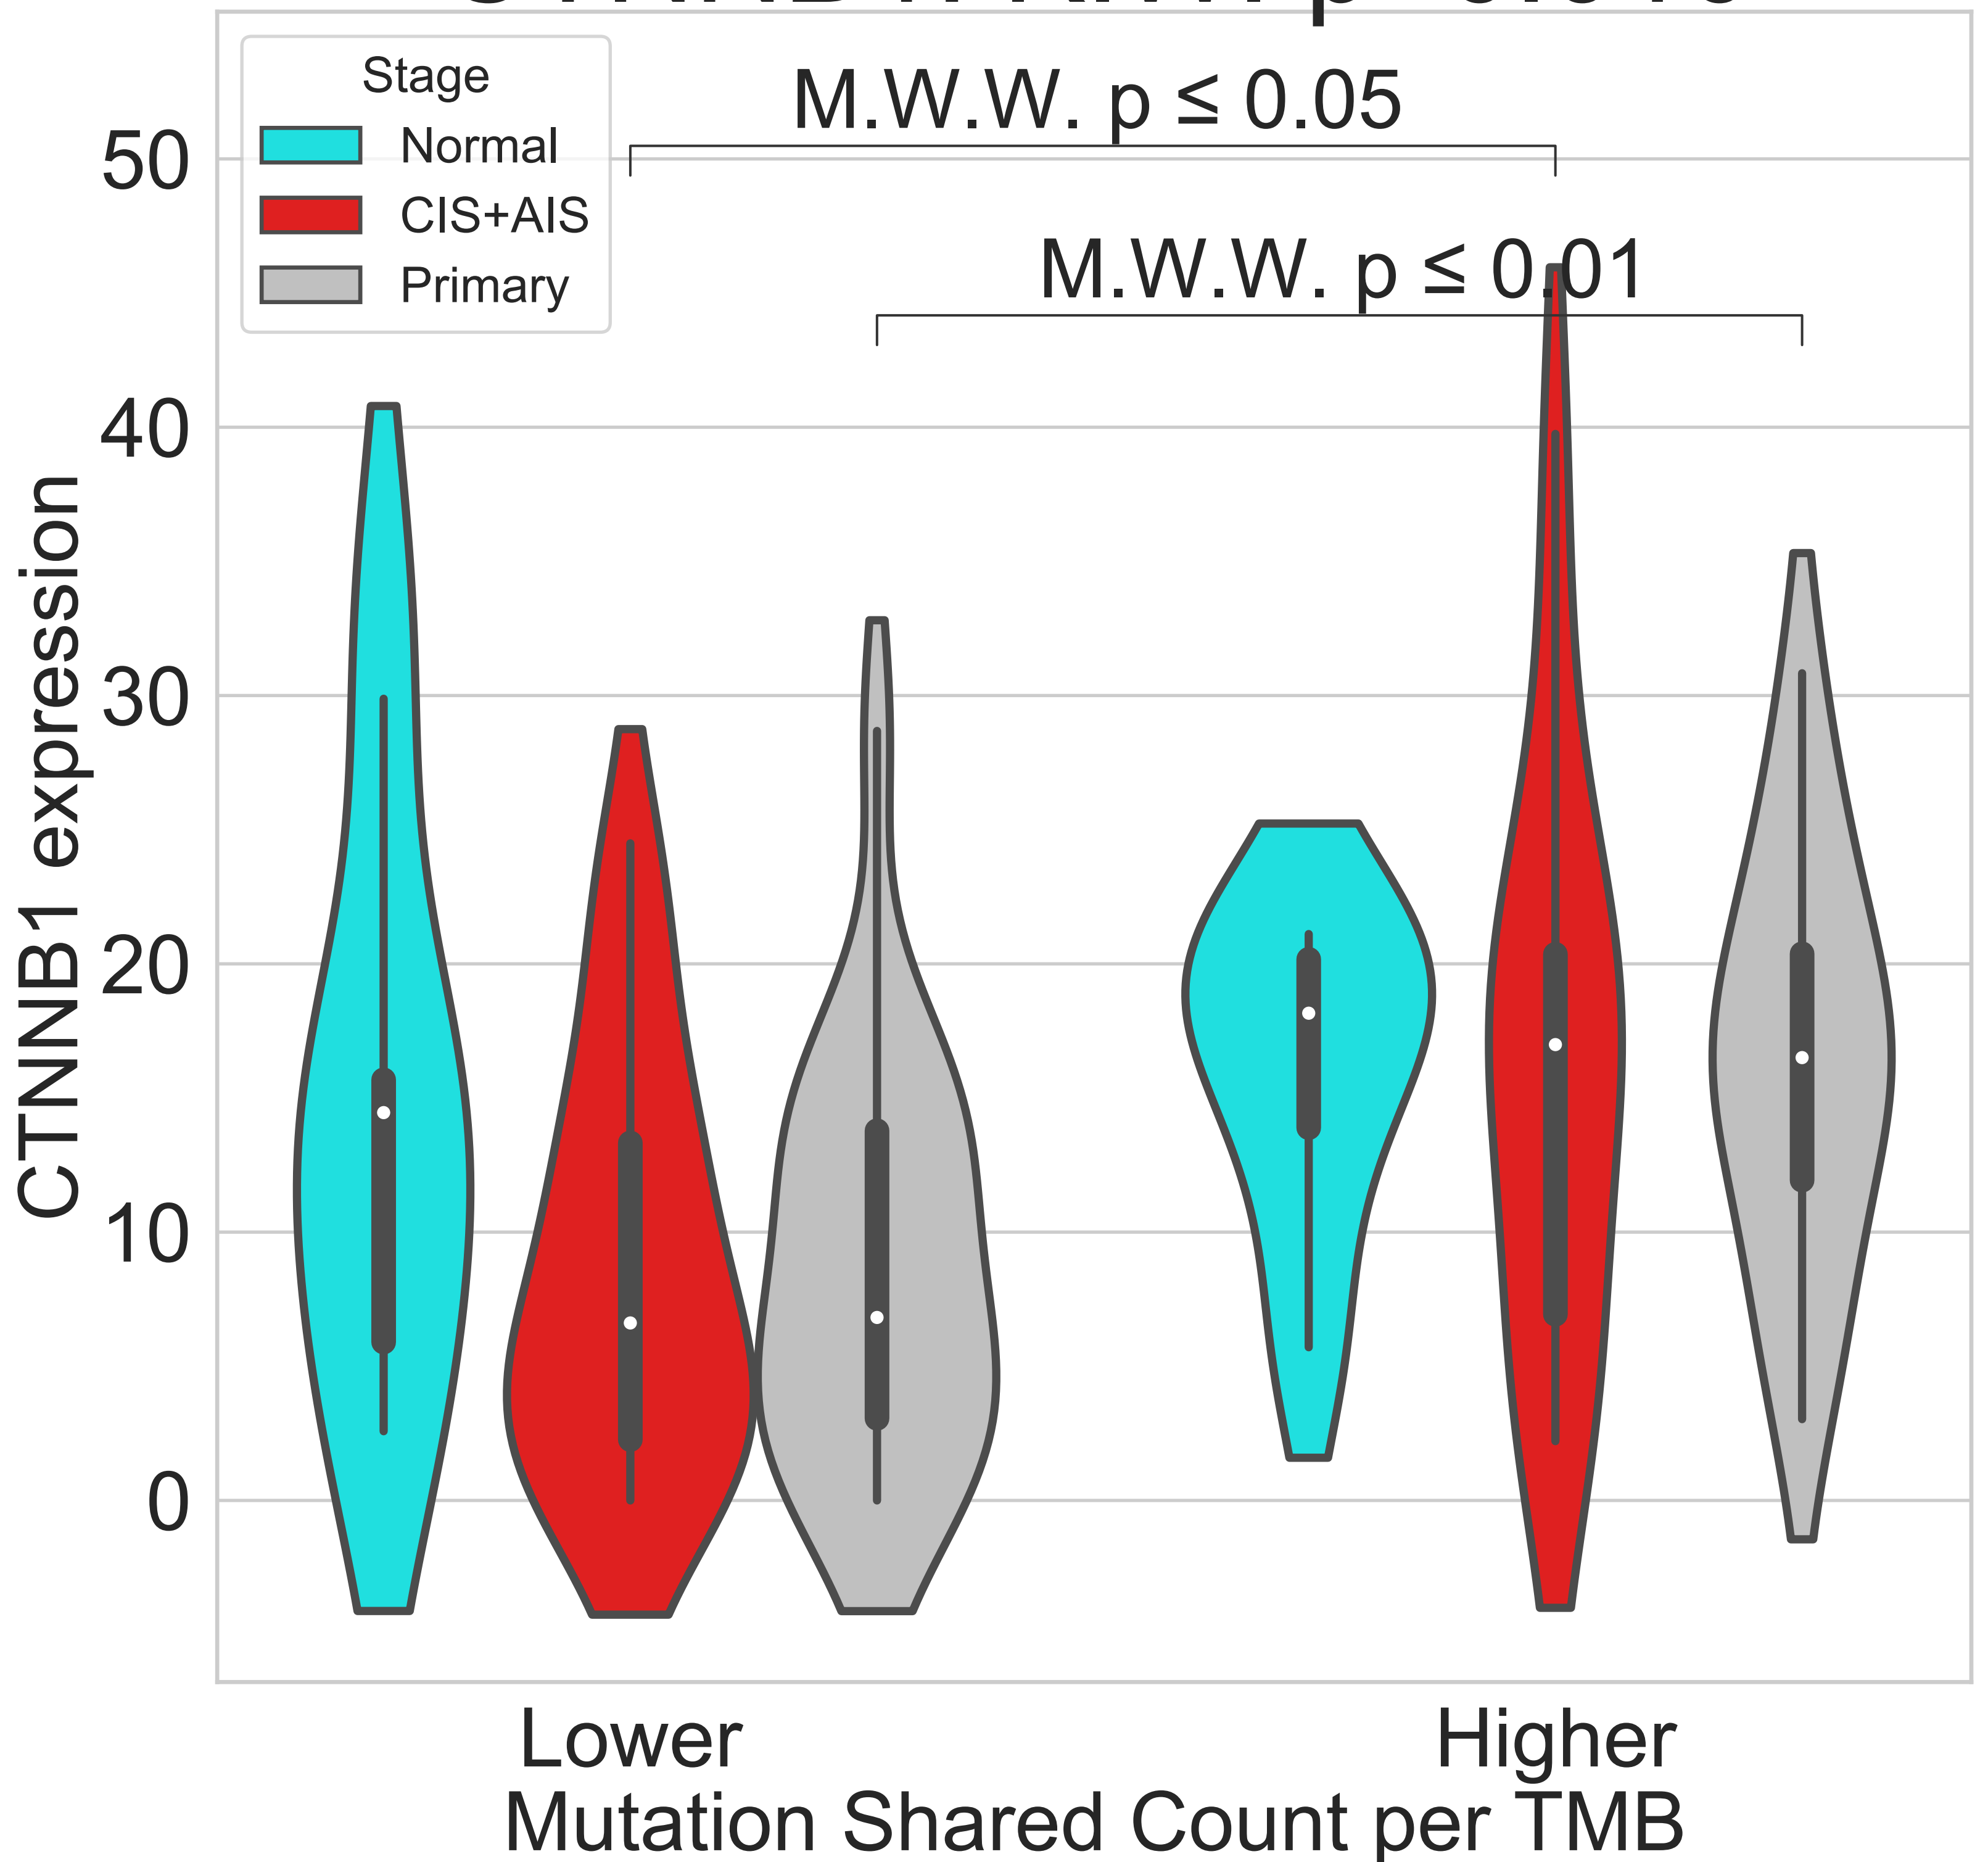 M.W.W. p ≤ 0.05
M.W.W. p ≤ 0.01
Stage
Normal
CIS+AIS
Primary
CTNNB1 expression
50
40
30
20
10
0
Lower
Higher
Mutation Shared Count per TMB